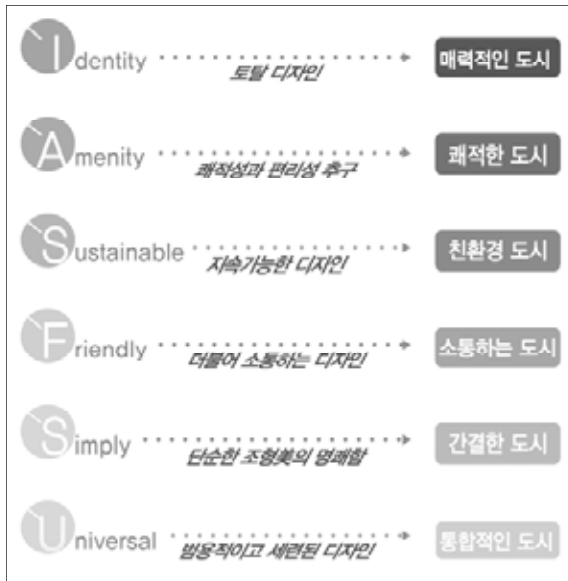 Identity
토탈 디자인
매력적인 도시
Amenity
쾌적성과 편리성 추구
쾌적한 도시
Sustainable
지속가능한 디자인
친환경 도시
Friendly
더불어 소통하는 디자인
소통하는 도시
Simply
단순한 조형美의 명쾌함
간결한 도시
Universal
범용적이고 세련된 디자인
통합적인 도시